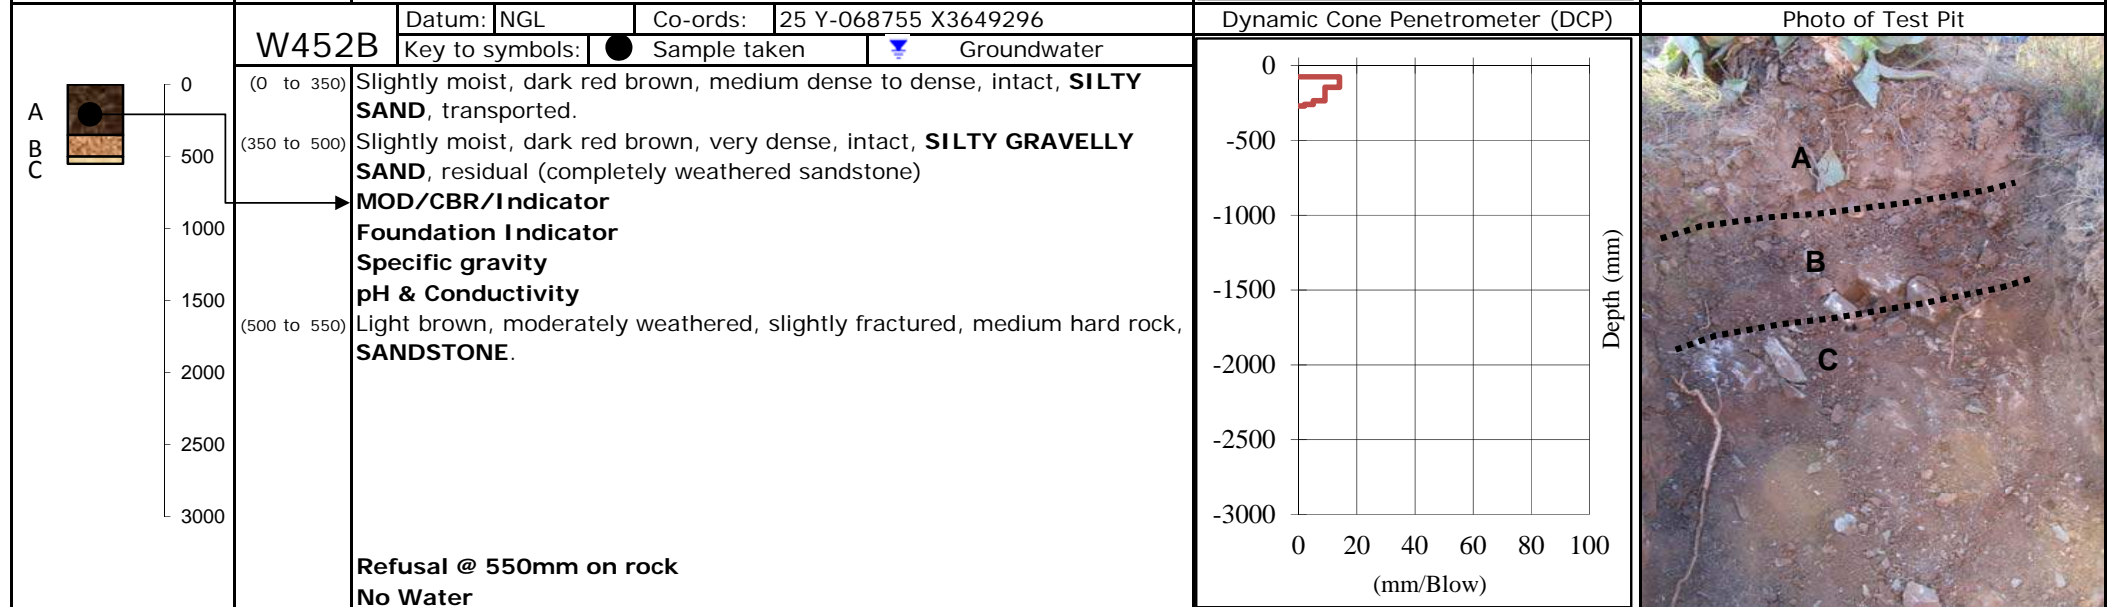 W452B
Datum: NGL Co-ords: 25 Y-068755 X3649296
Key to symbols: Sample taken Groundwater
A
B
C
0
500
1000
1500
2000
2500
3000
(0 to 350) Slightly moist, dark red brown, medium dense to dense, intact, SILTY
SAND, transported.
(350 to 500) Slightly moist, dark red brown, very dense, intact, SILTY GRAVELLY
SAND, residual (completely weathered sandstone)
MOD/CBR/Indicator
Foundation Indicator
Specific gravity
pH & Conductivity
(500 to 550) Light brown, moderately weathered, slightly fractured, medium hard rock,
SANDSTONE.
Refusal @ 550mm on rock
No Water
Dynamic Cone Penetrometer (DCP)
0
-500
-1000
-1500
-2000
-2500
-3000
0 20 40 60 80 100
(mm/Blow)
Depth (mm)
Photo of Test Pit
A
B
C